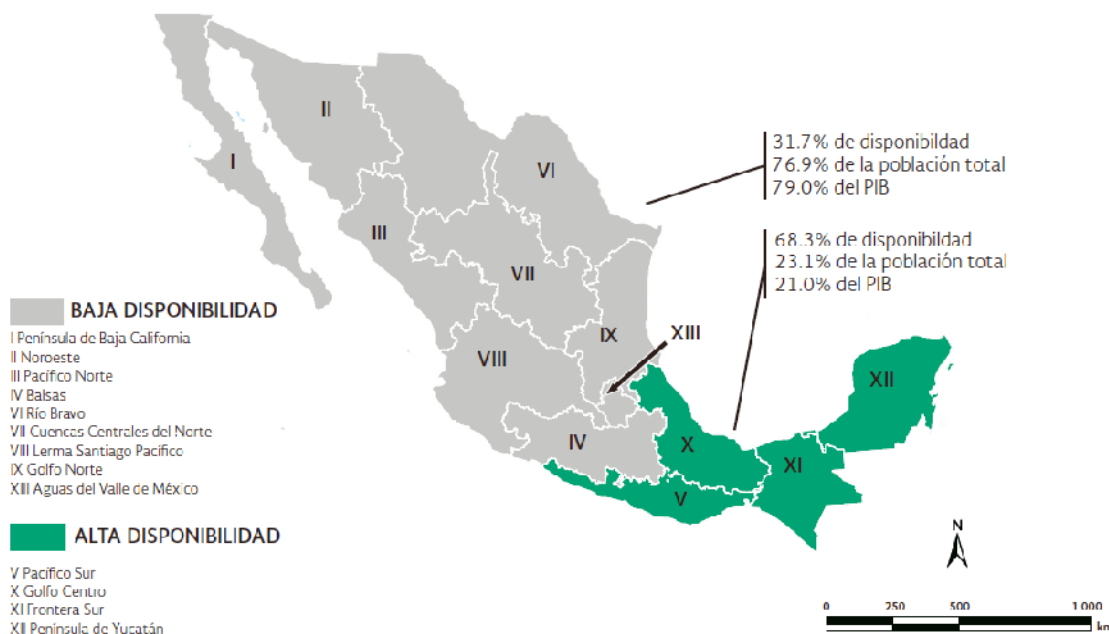 II
I
VI
III
VII
IX
XIII
VIII
IV
X
V
XI
XII
31.7% de disponibildad
76.9% de la población total
79.0% del PIB
68.3% de disponibildad
23.1% de la población total
21.0% del PIB
BAJA DISPONIBILIDAD
I Península de Baja California
II Noroeste
III Pacífico Norte
IV Balsas
VI Río Bravo
VII Cuencas Centrales del Norte
VIII Lerma Santiago Pacífico
IX Golfo Norte
XIII Aguas del Valle de México
ALTA DISPONIBILIDAD
V Pacífico Sur
X Golfo Centro
XI Frontera Sur
XII Península de Yucatán
N
0 250 500 1 000
km